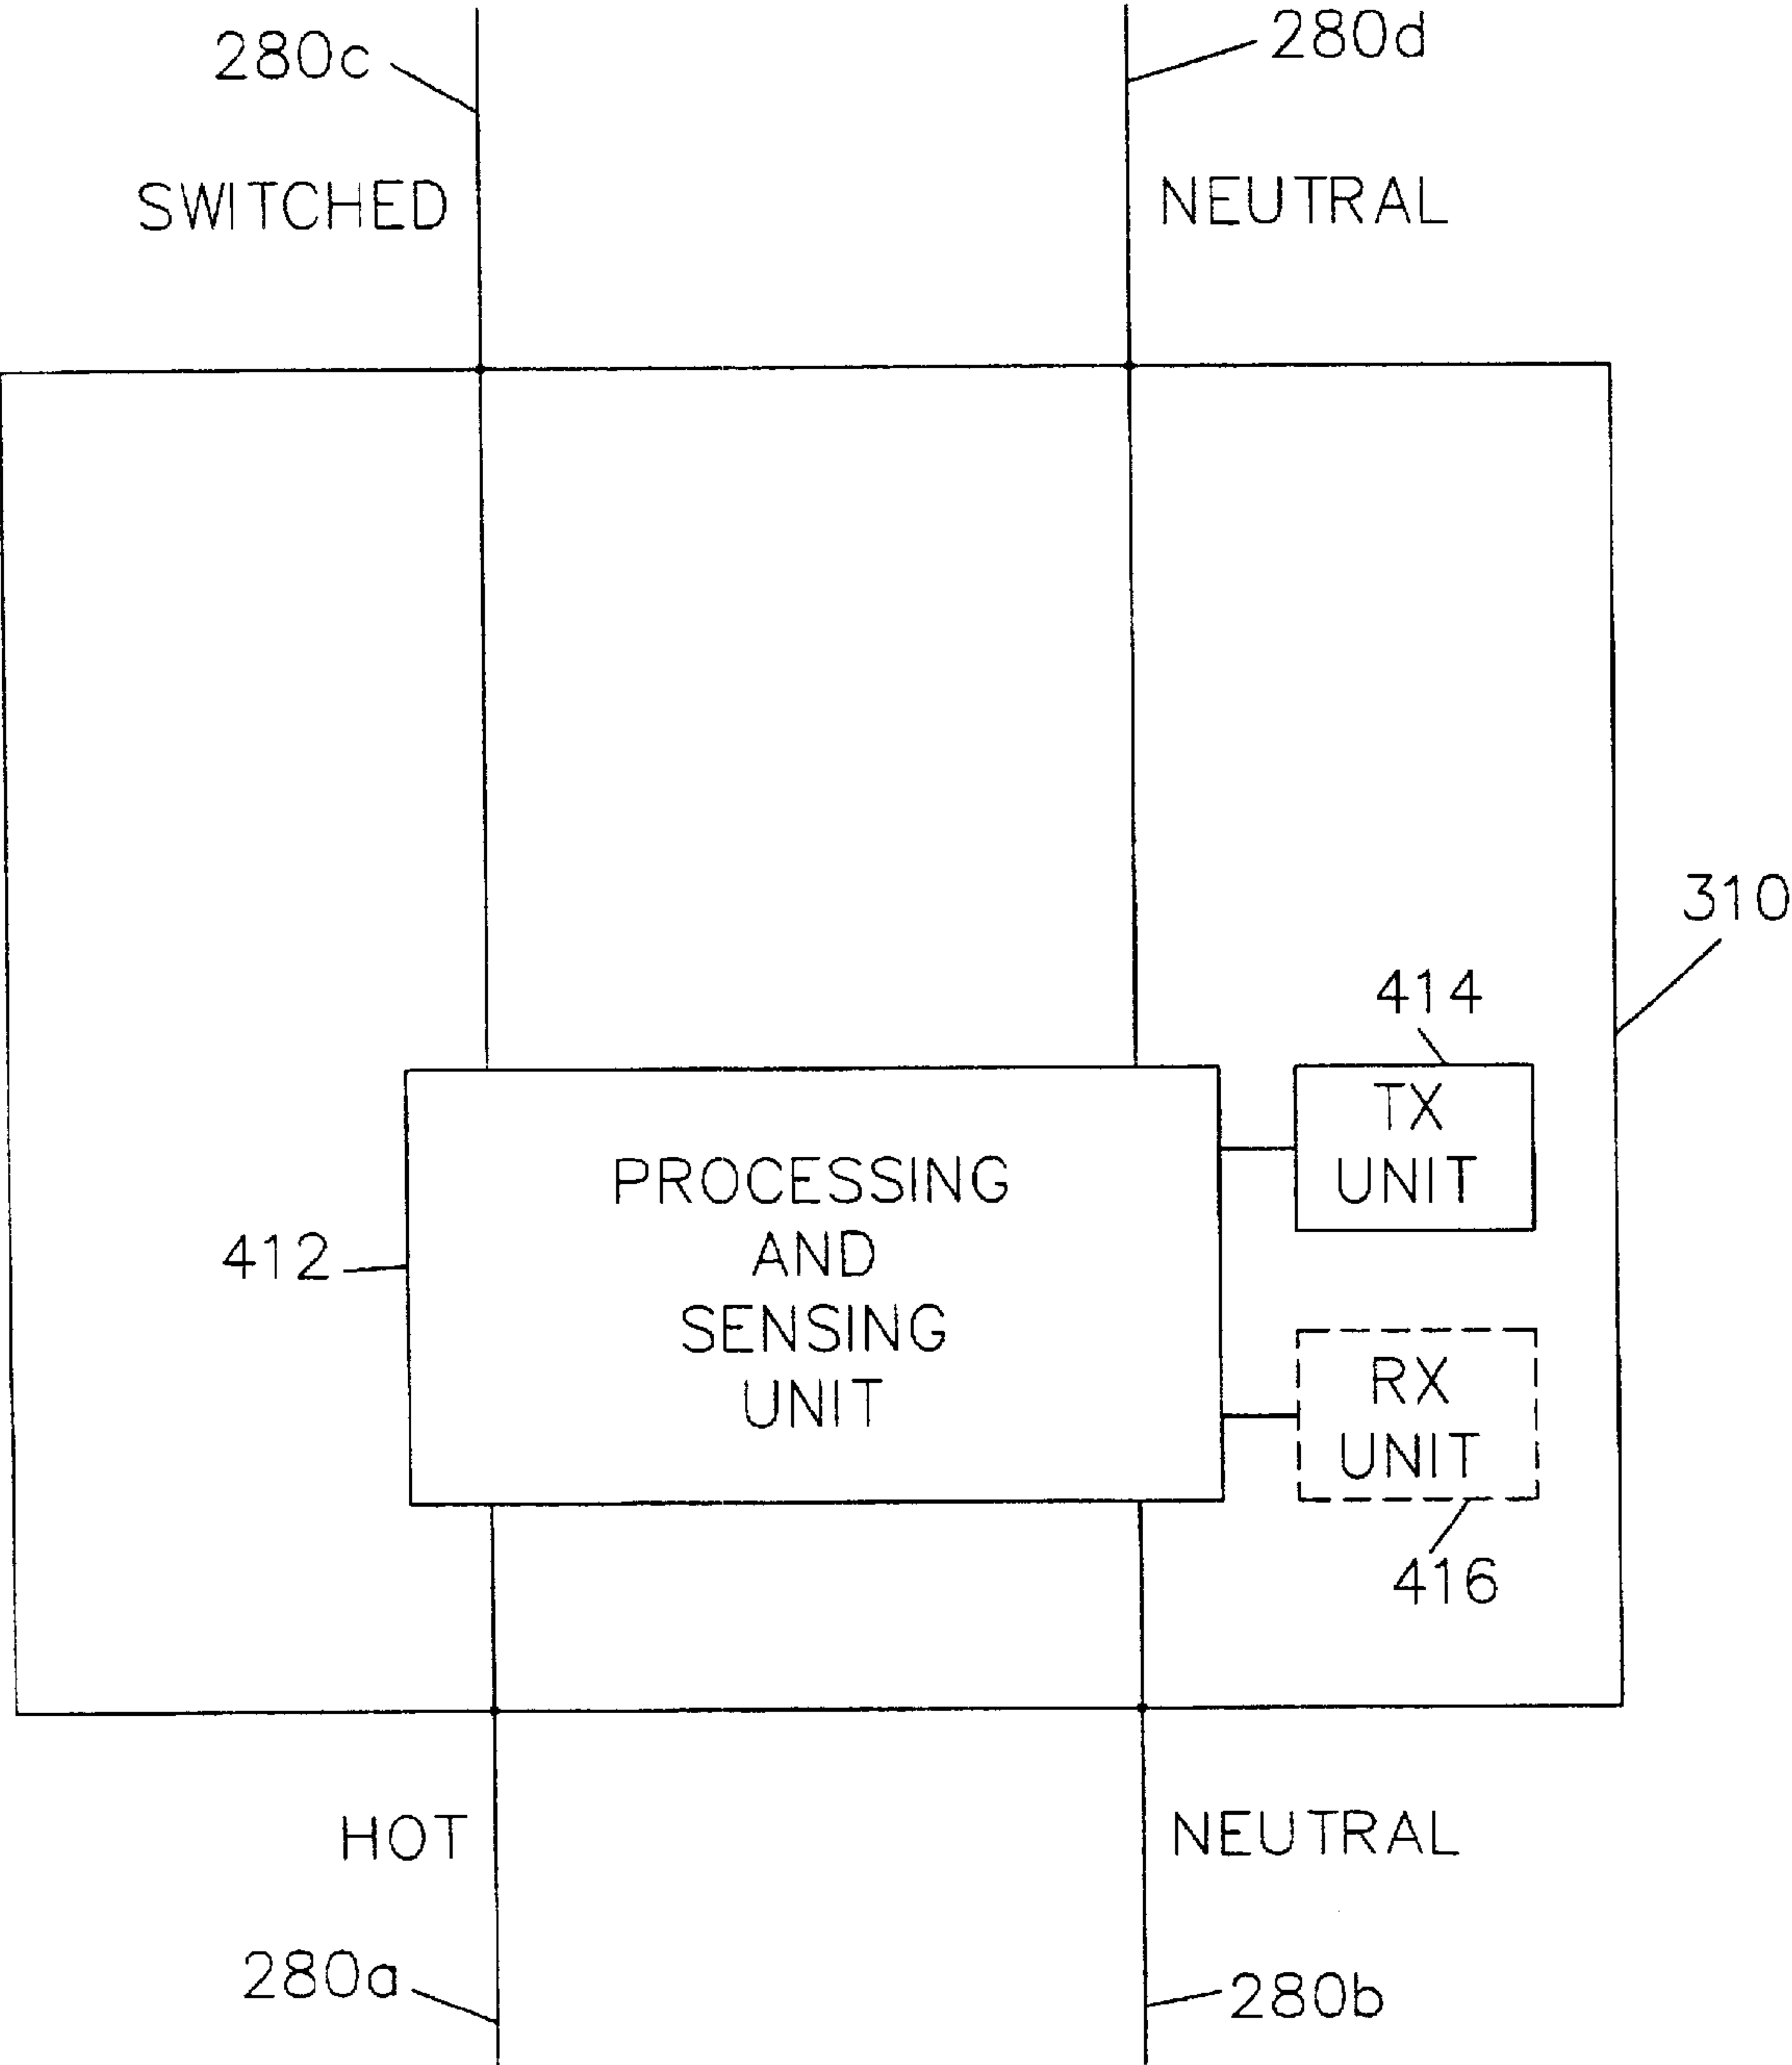 280c
280d
SWITCHED
NEUTRAL
310
414
TX
UNIT
PROCESSING
AND
SENSING
UNIT
412
RX
UNIT
416
HOT
NEUTRAL
280a
280b